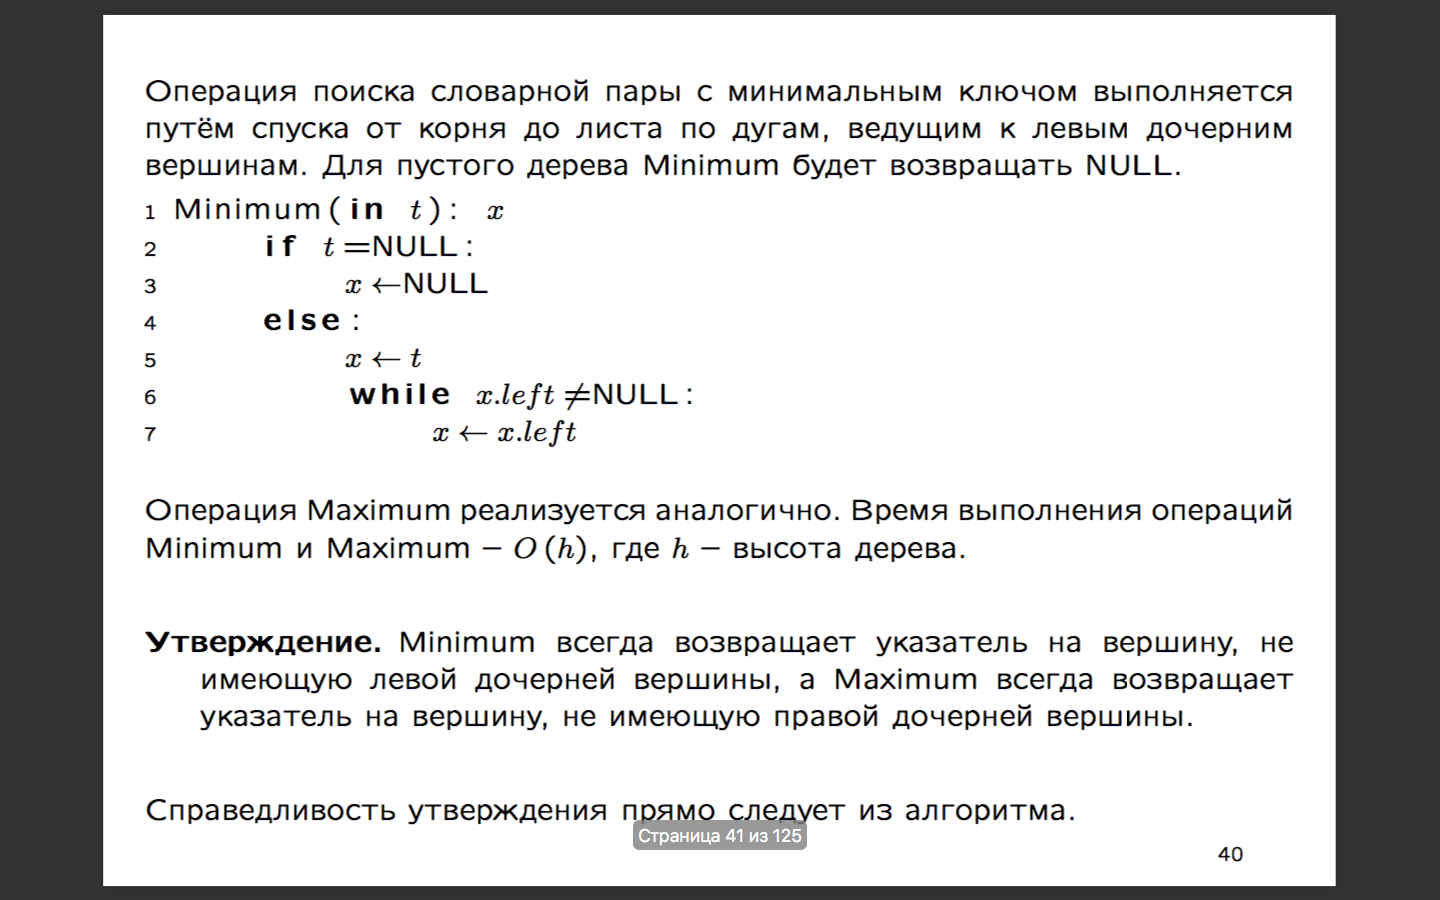 Операция поиска словарной пары с минимальным ключом выполняется
путём спуска от корня до листа по дугам, ведущим к левым дочерним
вершинам. Для пустого дерева Minimum будет возвращать NULL.
1 Minimum(in t): x
2 if t =NULL:
3 x ←NULL
4 else:
5 x ← t
6 while x.left ≠NULL:
7 x ← x.left
Операция Maximum реализуется аналогично. Время выполнения операций
Minimum и Maximum – O (h), где h – высота дерева.
Утверждение. Minimum всегда возвращает указатель на вершину, не
имеющую левой дочерней вершины, а Maximum всегда возвращает
указатель на вершину, не имеющую правой дочерней вершины.
Справедливость утверждения прямо следует из алгоритма.
Страница 41 из 125
40